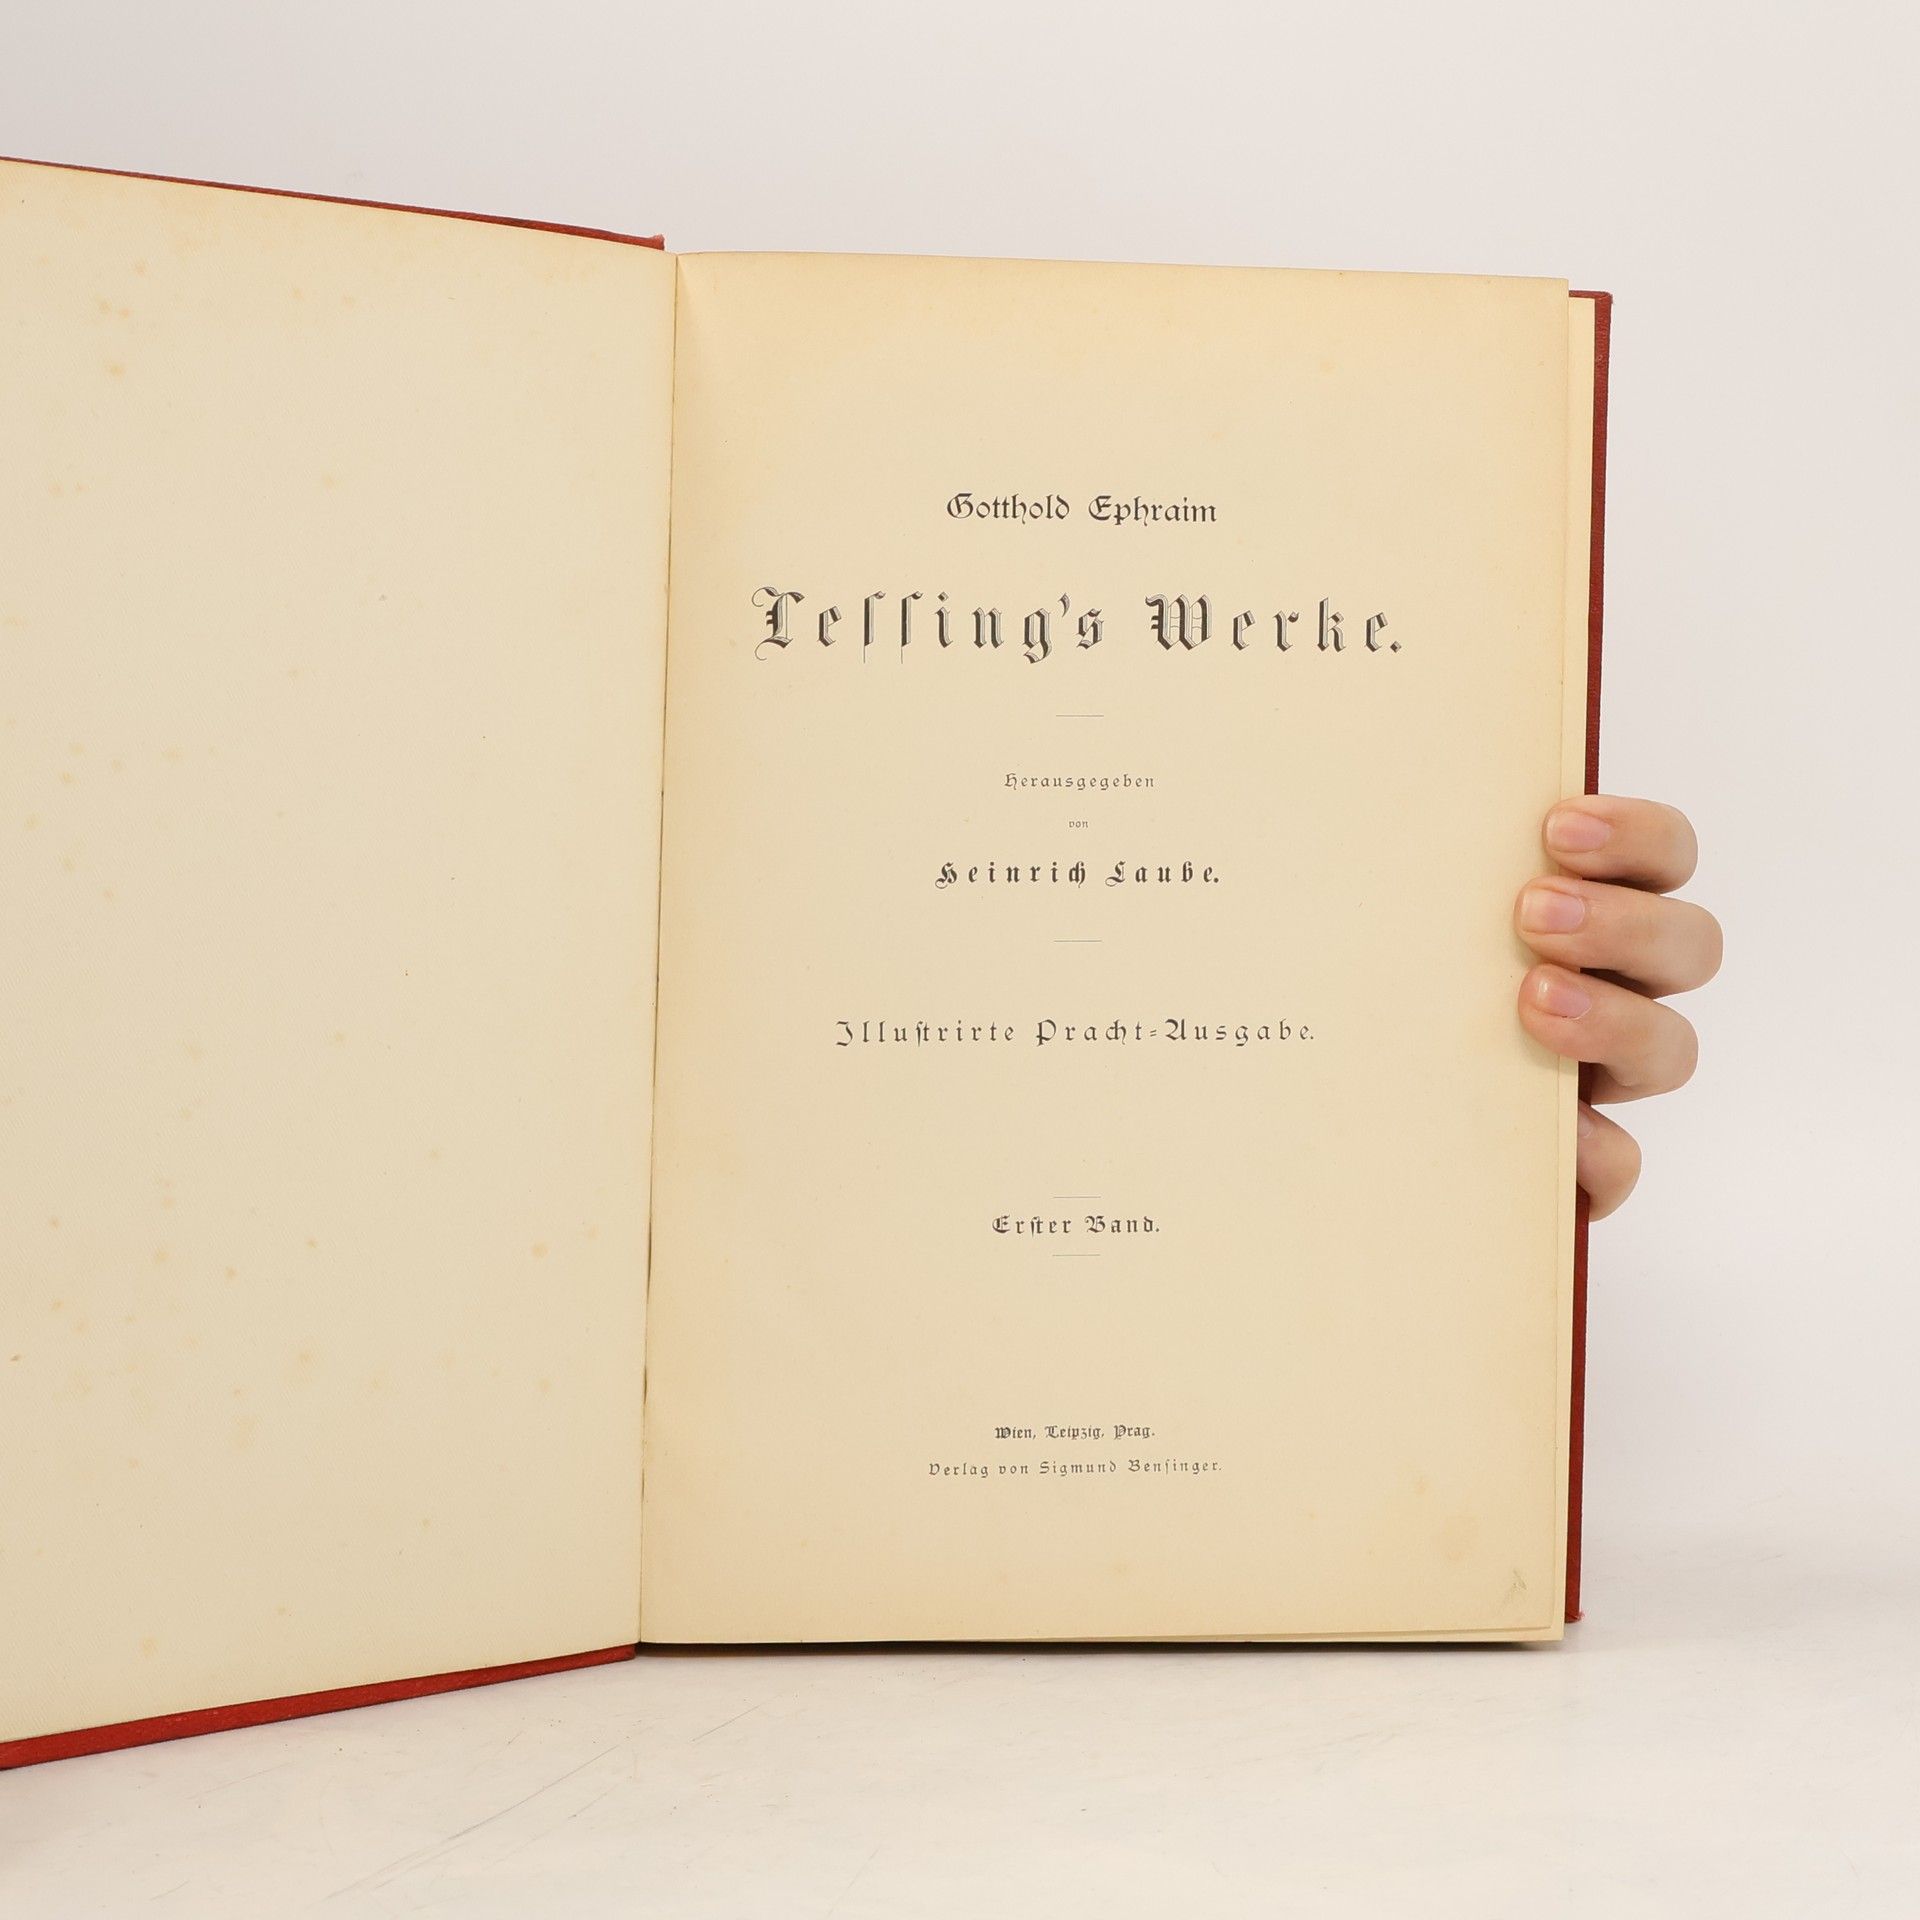 Gotthold Ephraim
Leſſing's Werke.
Herausgegeben
von
Heinrich Laube.
Illuſtrirte Pracht-Ausgabe.
Erſter Band.
Wien, Leipzig, Prag.
Verlag von Sigmund Benſinger.